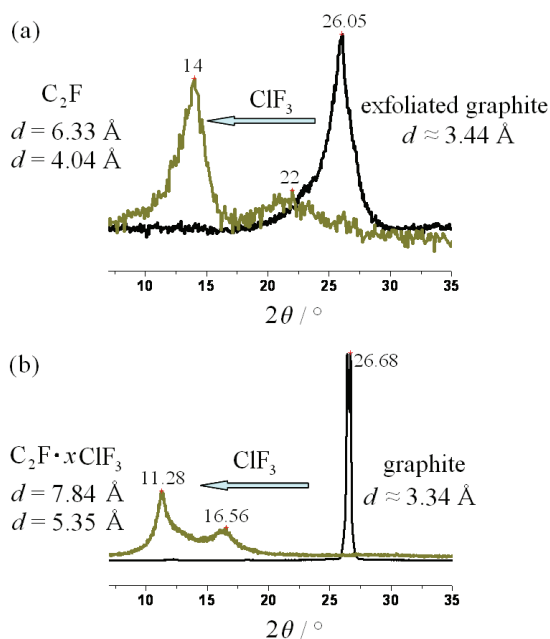 (a)
26.05
14
C₂F
d = 6.33 Å
d = 4.04 Å
ClF₃
exfoliated graphite
d ≈ 3.44 Å
22
10 15 20 25 30 35
2θ / °
(b)
26.68
C₂F·xClF₃
d = 7.84 Å
d = 5.35 Å
11.28
16.56
ClF₃
graphite
d ≈ 3.34 Å
10 15 20 25 30 35
2θ / °